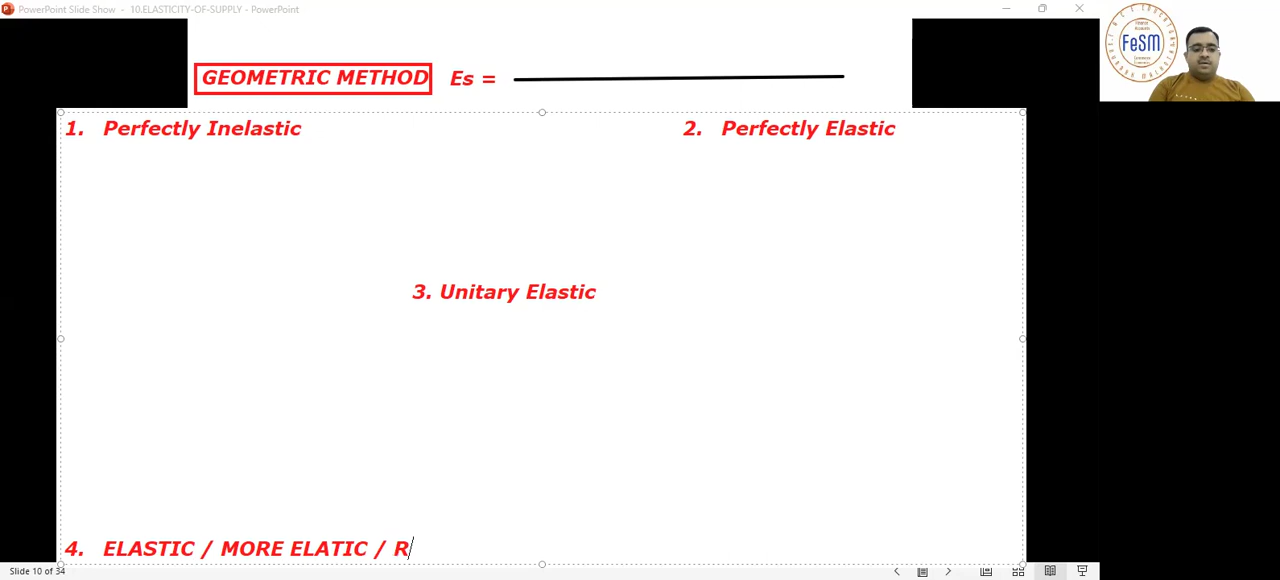 PowerPoint Slide Show - 10.ELASTICITY-OF-SUPPLY - PowerPoint
FeSM
GEOMETRIC METHOD Es =
1. Perfectly Inelastic 2. Perfectly Elastic
3. Unitary Elastic
4. ELASTIC / MORE ELATIC / R
Slide 10 of 34